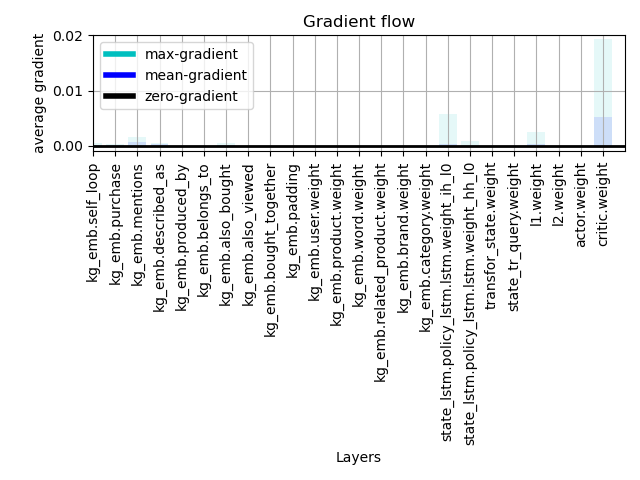 Gradient flow
average gradient
0.02
0.01
0.00
max-gradient
mean-gradient
zero-gradient
kg_emb.self_loop
kg_emb.purchase
kg_emb.mentions
kg_emb.described_as
kg_emb.produced_by
kg_emb.belongs_to
kg_emb.also_bought
kg_emb.also_viewed
kg_emb.bought_together
kg_emb.padding
kg_emb.user.weight
kg_emb.product.weight
kg_emb.word.weight
kg_emb.related_product.weight
kg_emb.brand.weight
kg_emb.category.weight
state_lstm.policy_lstm.lstm.weight_ih_l0
state_lstm.policy_lstm.lstm.weight_hh_l0
transfor_state.weight
state_tr_query.weight
l1.weight
l2.weight
actor.weight
critic.weight
Layers